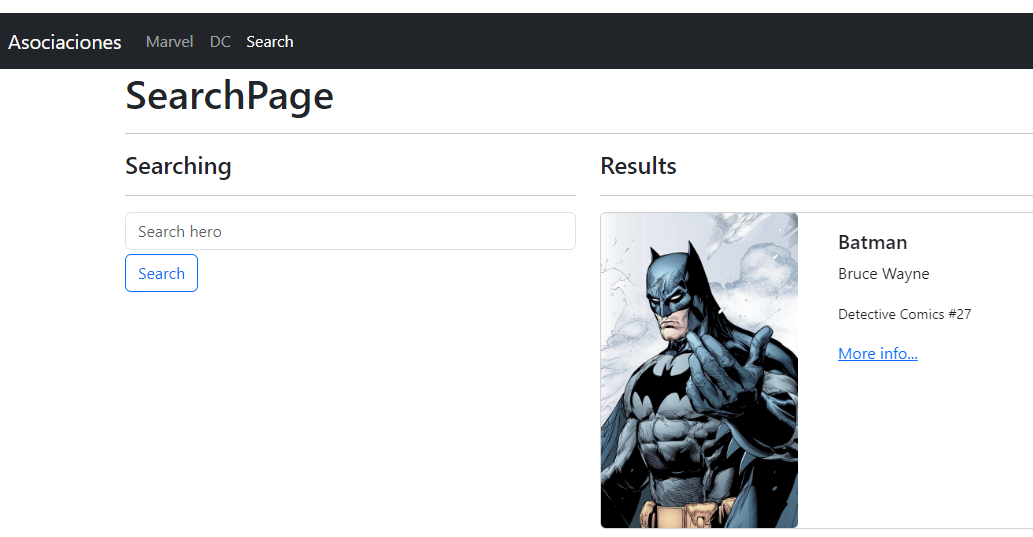 Asociaciones Marvel DC Search
SearchPage
Searching
Search hero
Search
Results
Batman
Bruce Wayne
Detective Comics #27
More info...